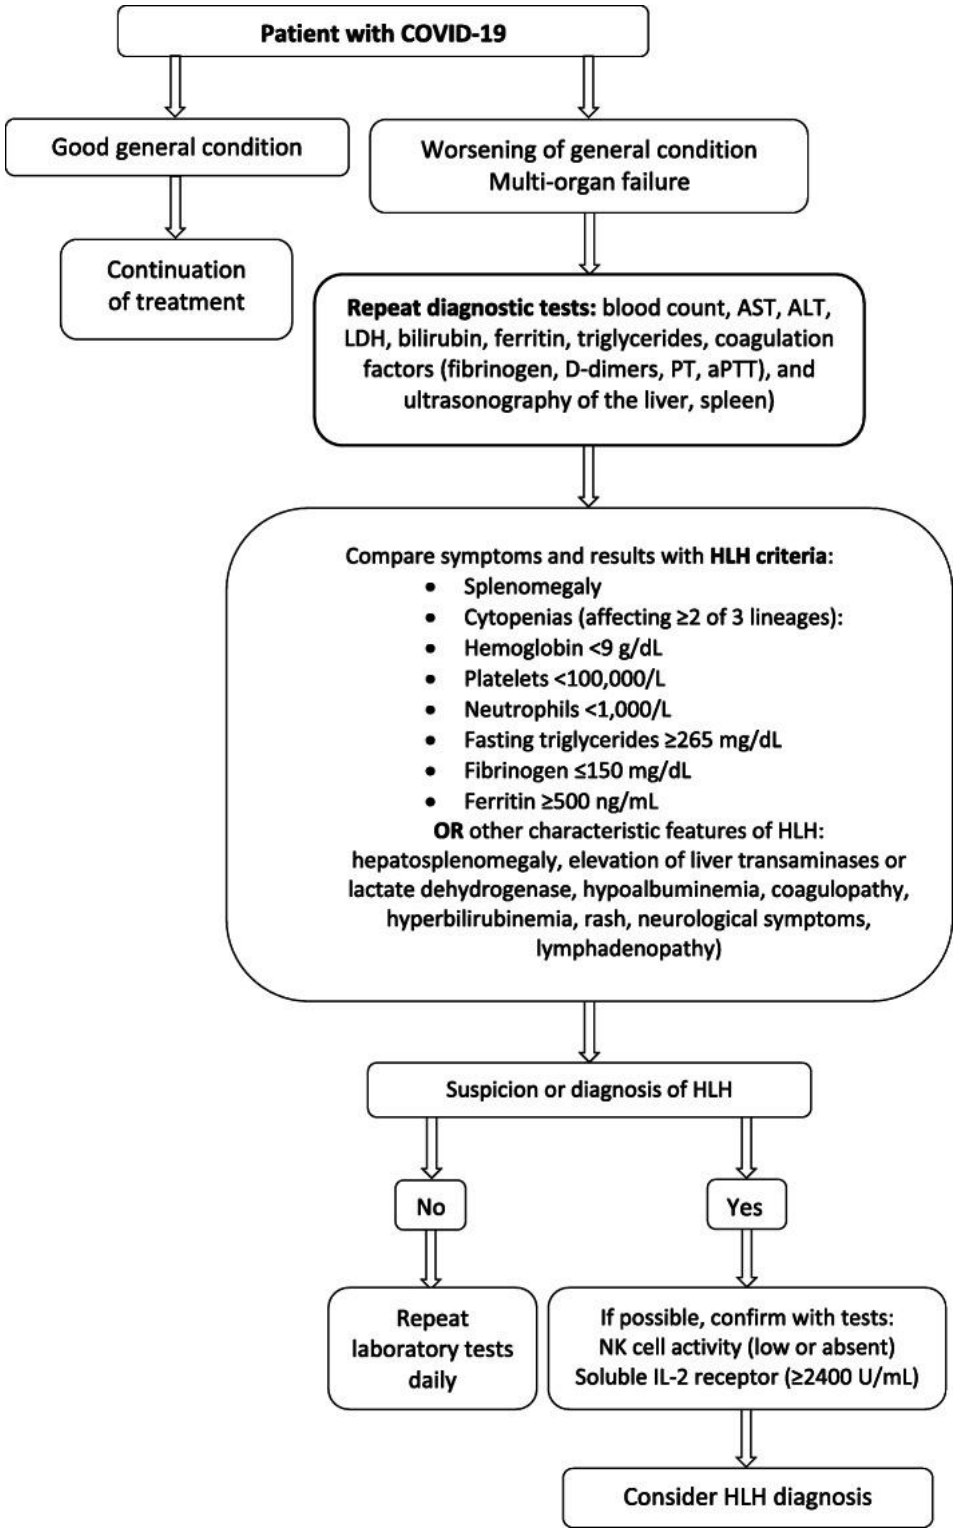 Patient with COVID-19
Good general condition
Worsening of general condition
Multi-organ failure
Continuation
of treatment
Repeat diagnostic tests: blood count, AST, ALT,
LDH, bilirubin, ferritin, triglycerides, coagulation
factors (fibrinogen, D-dimers, PT, aPTT), and
ultrasonography of the liver, spleen)
Compare symptoms and results with HLH criteria:
• Splenomegaly
• Cytopenias (affecting ≥2 of 3 lineages):
• Hemoglobin <9 g/dL
• Platelets <100,000/L
• Neutrophils <1,000/L
• Fasting triglycerides ≥265 mg/dL
• Fibrinogen ≤150 mg/dL
• Ferritin ≥500 ng/mL
OR other characteristic features of HLH:
hepatosplenomegaly, elevation of liver transaminases or
lactate dehydrogenase, hypoalbuminemia, coagulopathy,
hyperbilirubinemia, rash, neurological symptoms,
lymphadenopathy)
Suspicion or diagnosis of HLH
No
Yes
Repeat
laboratory tests
daily
If possible, confirm with tests:
NK cell activity (low or absent)
Soluble IL-2 receptor (≥2400 U/mL)
Consider HLH diagnosis